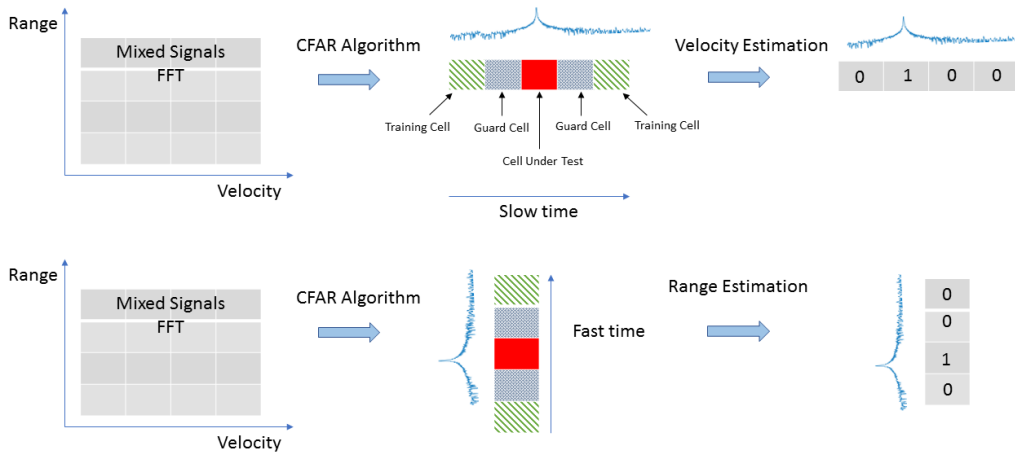 Range
Mixed Signals
FFT
Velocity
CFAR Algorithm
Training Cell
Guard Cell
Cell Under Test
Guard Cell
Training Cell
Slow time
Velocity Estimation
0 1 0 0
Range
Mixed Signals
FFT
Velocity
CFAR Algorithm
Fast time
Range Estimation
0
0
1
0